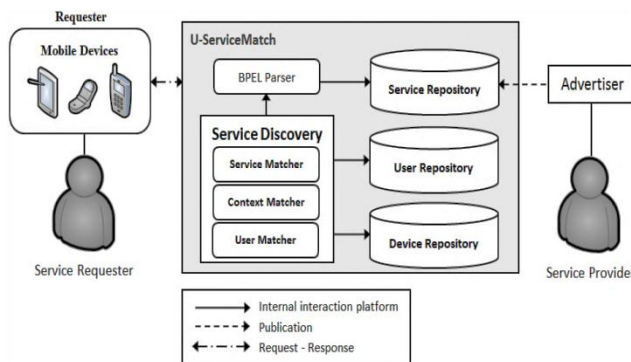 Requester
Mobile Devices
U-ServiceMatch
BPEL Parser
Service Repository
Advertiser
Service Discovery
Service Matcher
Context Matcher
User Matcher
User Repository
Device Repository
Service Requester
Service Provide
Internal interaction platform
Publication
Request - Response